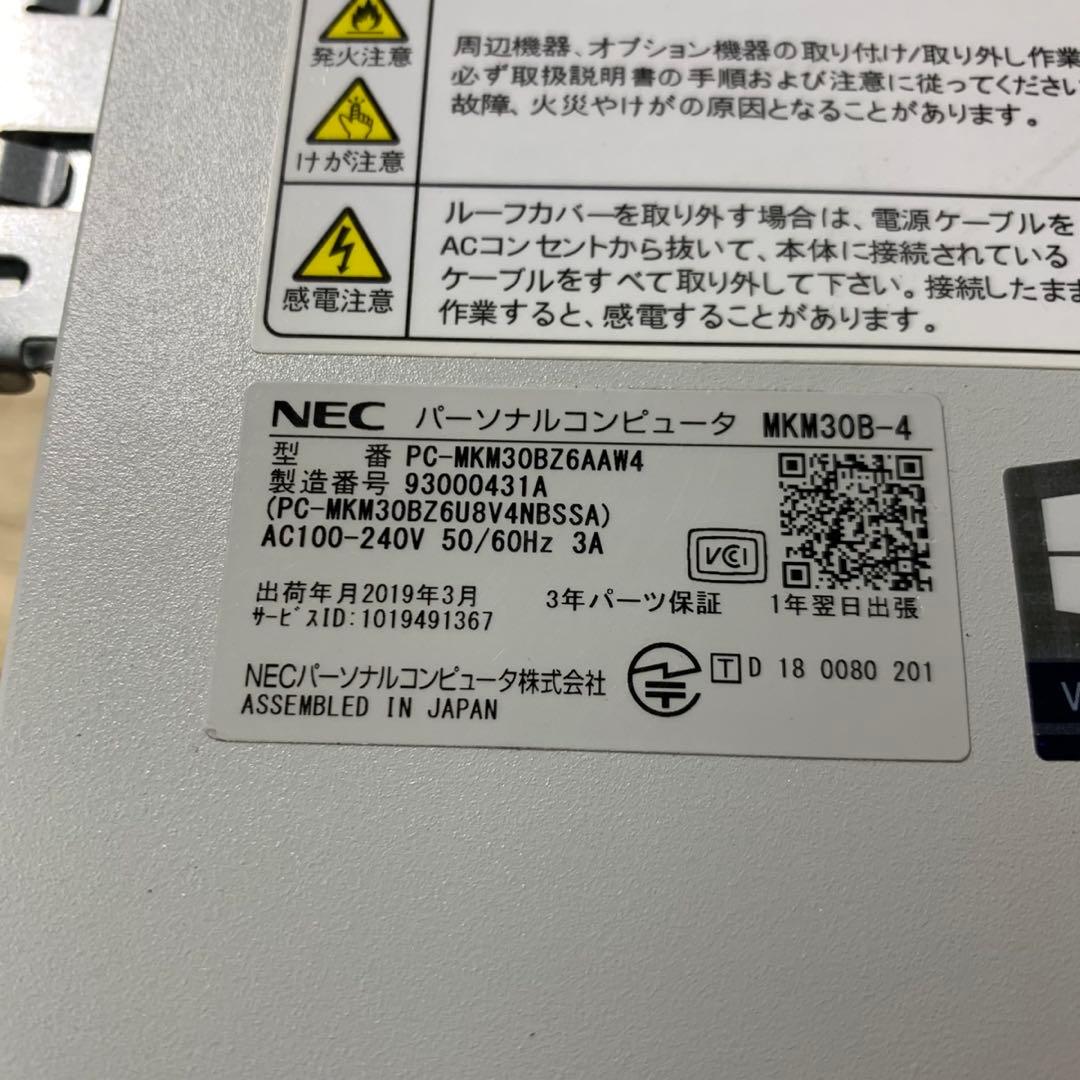 発火注意
周辺機器、オプション機器の取り付け/取り外し作業
必ず取扱説明書の手順および注意に従ってください
故障、火災やけがの原因となることがあります。
けが注意
ルーフカバーを取り外す場合は、電源ケーブルを
ACコンセントから抜いて、本体に接続されている
ケーブルをすべて取り外して下さい。接続したまま
作業すると、感電することがあります。
感電注意
NEC パーソナルコンピュータ MKM30B-4
型 番 PC-MKM30BZ6AAW4
製造番号 93000431A
(PC-MKM30BZ6U8V4NBSSA)
AC100-240V 50/60Hz 3A
VCI
出荷年月2019年3月 3年パーツ保証 1年翌日出張
サービスID:1019491367
NECパーソナルコンピュータ株式会社 T D 18 0080 201
ASSEMBLED IN JAPAN